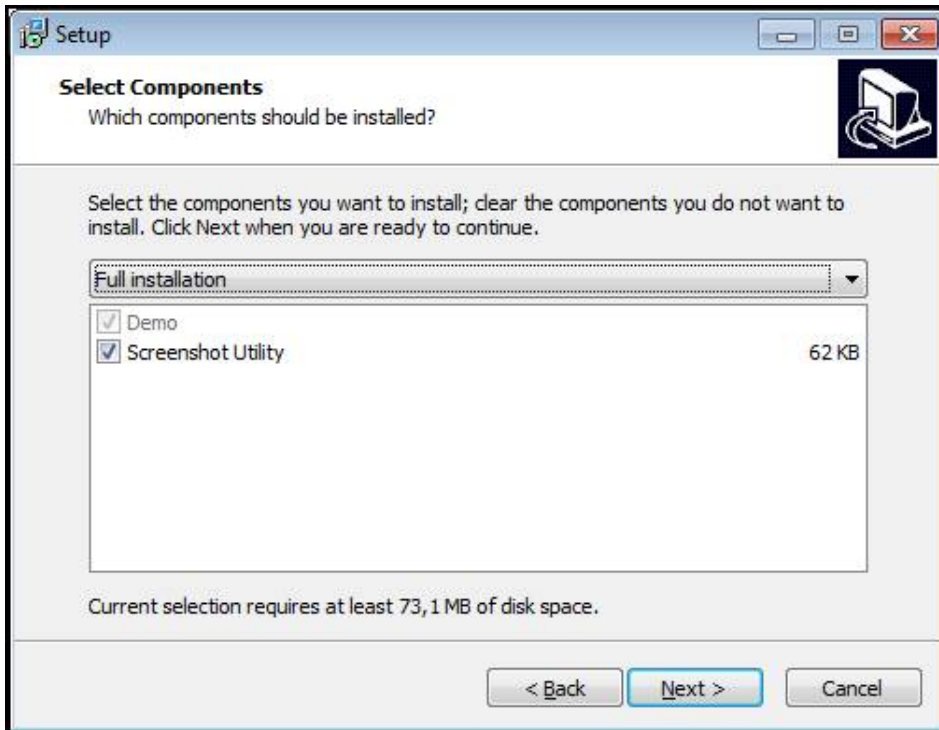 Setup
Select Components
Which components should be installed?
Select the components you want to install; clear the components you do not want to
install. Click Next when you are ready to continue.
Full installation
Demo
Screenshot Utility 62 KB
Current selection requires at least 73,1 MB of disk space.
< Back Next > Cancel